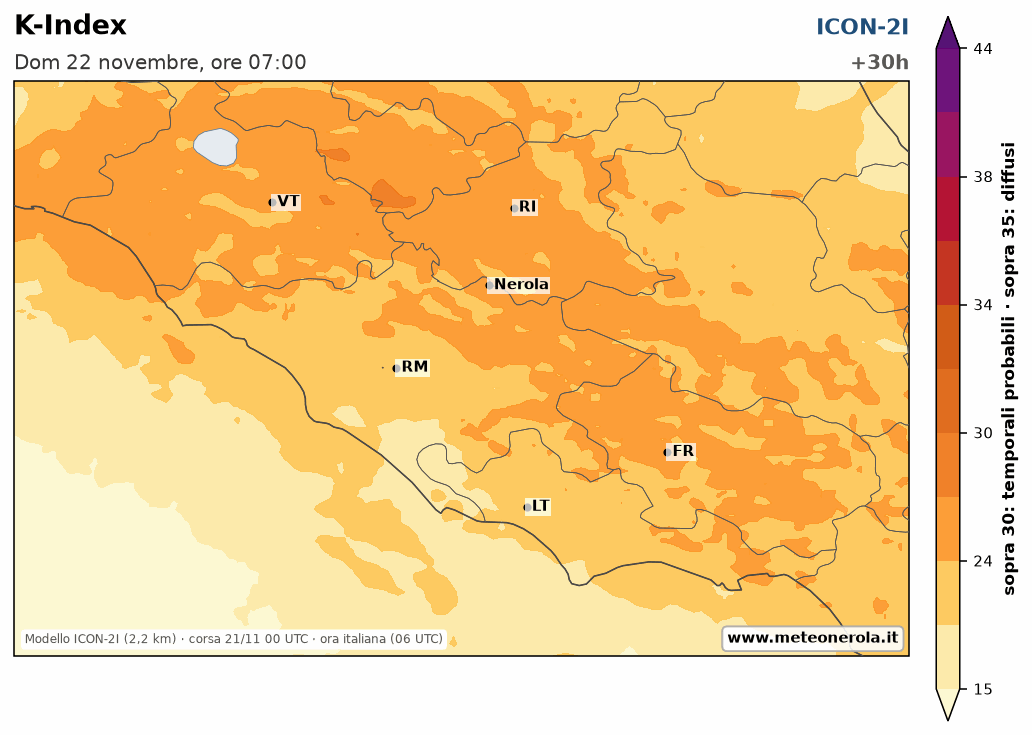 K-Index
ICON-2I
Dom 22 novembre, ore 07:00
+30h
VT
RI
Nerola
RM
FR
LT
Modello ICON-2I (2,2 km) · corsa 21/11 00 UTC · ora italiana (06 UTC)
www.meteonerola.it
44
38
34
30
24
15
sopra 30: temporali probabili · sopra 35: diffusi